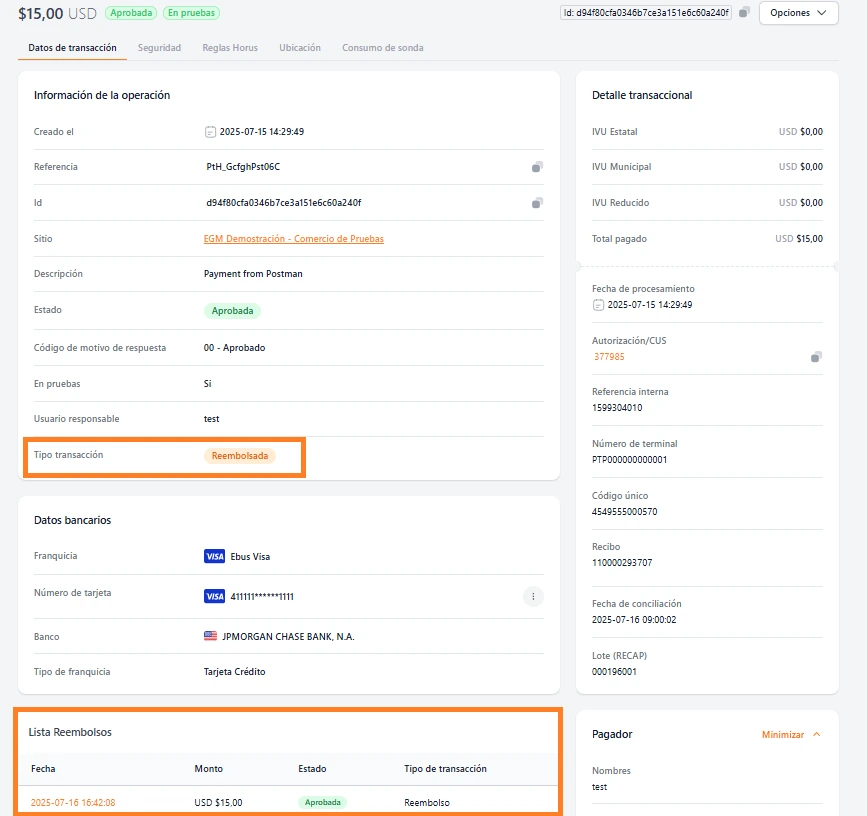 $15,00 USD Aprobada En pruebas
Id: d94f80cfa0346b7ce3a151e6c60a240f Opciones
Datos de transacción Seguridad Reglas Horus Ubicación Consumo de sonda
Información de la operación
Creado el 2025-07-15 14:29:49
Referencia PtH_GcfghPst06C
Id d94f80cfa0346b7ce3a151e6c60a240f
Sitio EGM Demostración - Comercio de Pruebas
Descripción Payment from Postman
Estado Aprobada
Código de motivo de respuesta 00 - Aprobado
En pruebas Si
Usuario responsable test
Tipo transacción Reembolsada
Datos bancarios
Franquicia VISA Ebus Visa
Número de tarjeta VISA 411111******1111
Banco JPMORGAN CHASE BANK, N.A.
Tipo de franquicia Tarjeta Crédito
Lista Reembolsos
Fecha Monto Estado Tipo de transacción
2025-07-16 16:42:08 USD $15,00 Aprobada Reembolso
Detalle transaccional
IVU Estatal USD $0,00
IVU Municipal USD $0,00
IVU Reducido USD $0,00
Total pagado USD $15,00
Fecha de procesamiento
2025-07-15 14:29:49
Autorización/CUS
377985
Referencia interna
1599304010
Número de terminal
PTP000000000001
Código único
4549555000570
Recibo
110000293707
Fecha de conciliación
2025-07-16 09:00:02
Lote (RECAP)
000196001
Pagador Minimizar
Nombres
test